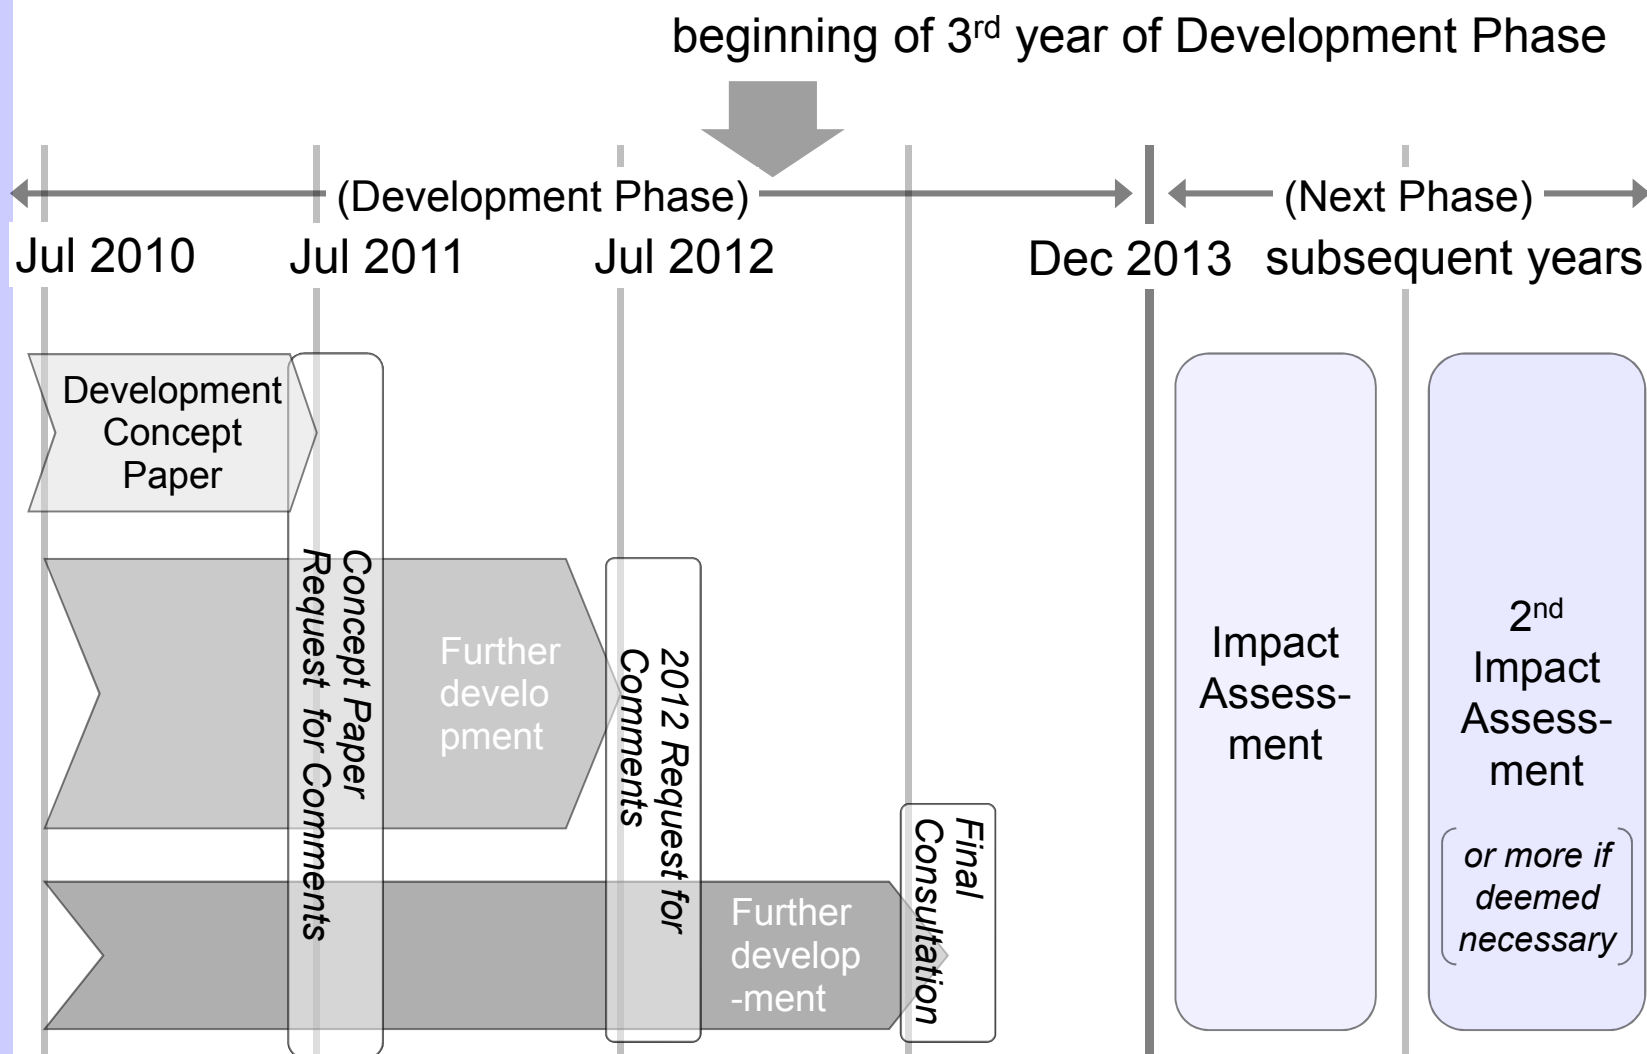 beginning of 3rd year of Development Phase
(Development Phase)
(Next Phase)
Jul 2010
Jul 2011
Jul 2012
Dec 2013
subsequent years
Development
Concept
Paper
Concept Paper
Request for Comments
Further
develo
pment
2012 Request for
Comments
Further
develop
-ment
Final
Consultation
Impact
Assess-
ment
2nd
Impact
Assess-
ment
or more if
deemed
necessary